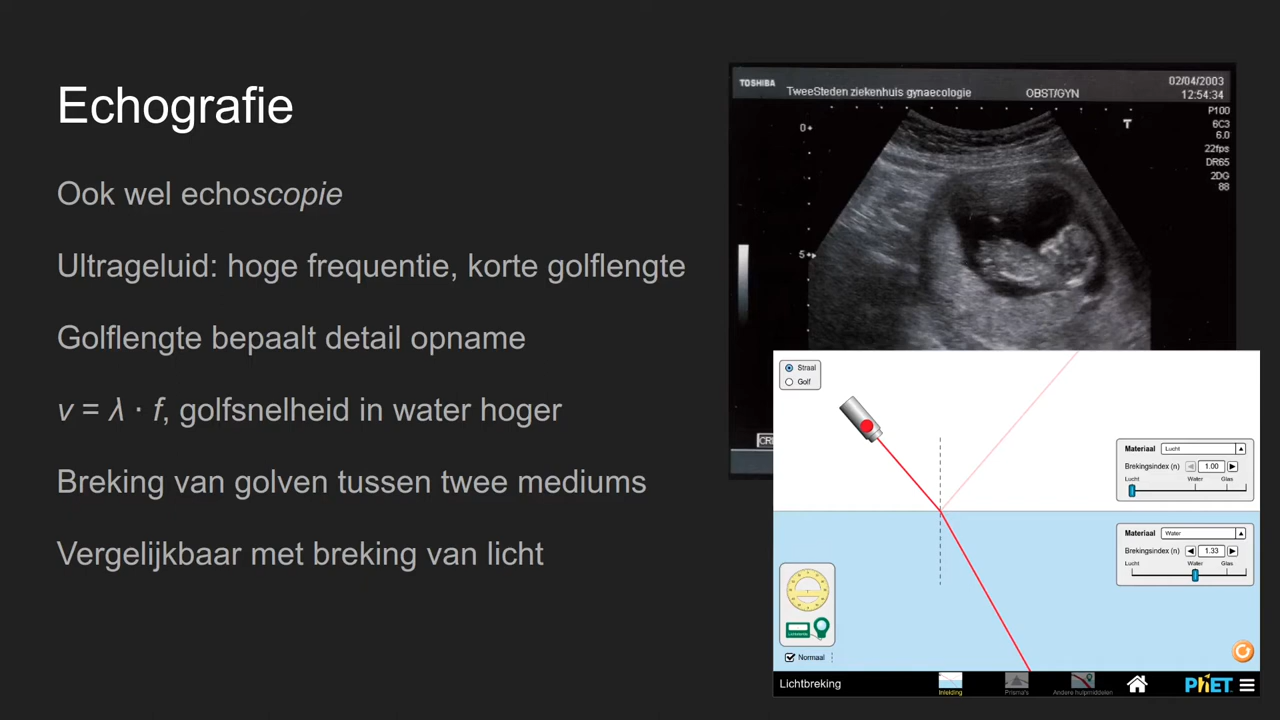 Echografie
Ook wel echoscopie
Ultrageluid: hoge frequentie, korte golflengte
Golflengte bepaalt detail opname
v = λ · f, golfsnelheid in water hoger
Breking van golven tussen twee mediums
Vergelijkbaar met breking van licht
TOSHIBA
TweeSteden ziekenhuis gynaecologie
OBST/GYN
02/04/2003
12:54:34
T
P100
6C3
6.0
22fps
DR65
2DG
88
0
5
Straal
Golf
Materiaal Lucht
Brekingsindex (n) 1.00
Lucht Water Glas
Materiaal Water
Brekingsindex (n) 1.33
Lucht Water Glas
Normaal
Lichtbreking
Inleiding
Prisma's
Andere hulpmiddelen
PhET